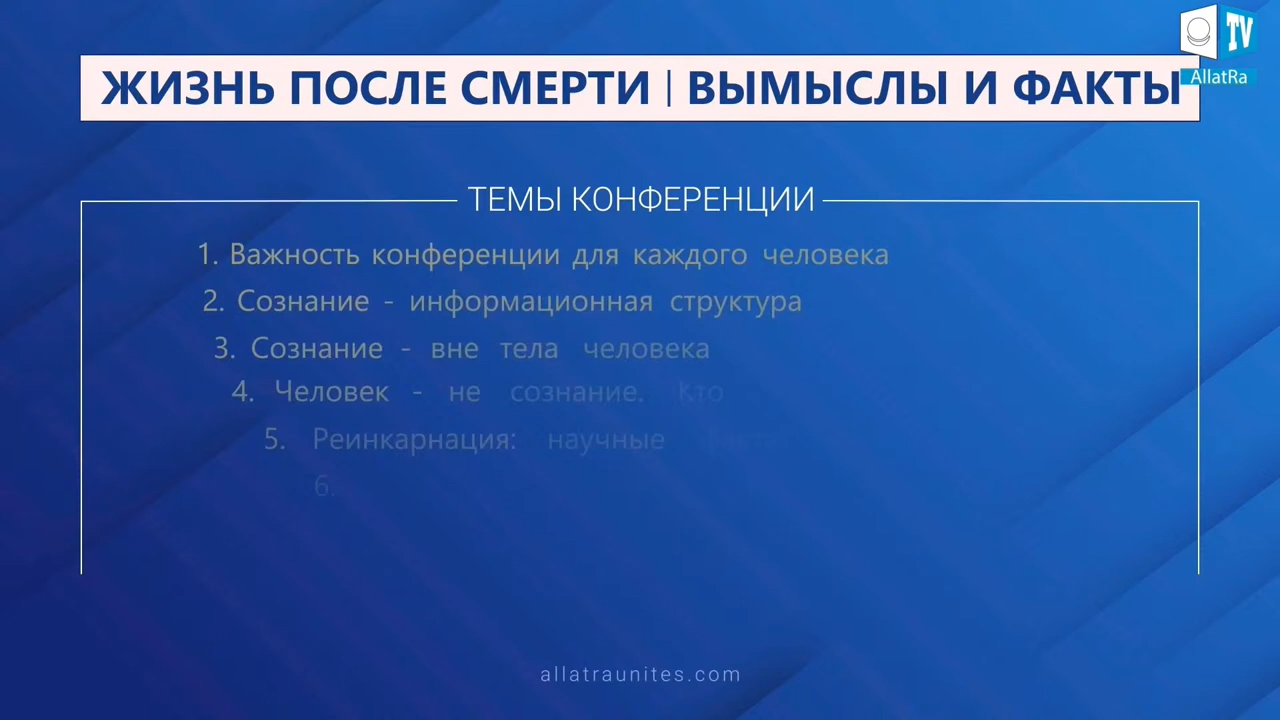 TV
AllatRa
ЖИЗНЬ ПОСЛЕ СМЕРТИ | ВЫМЫСЛЫ И ФАКТЫ
ТЕМЫ КОНФЕРЕНЦИИ
1. Важность конференции для каждого человека
2. Сознание - информационная структура
3. Сознание - вне тела человека
4. Человек - не сознание. Кто
5. Реинкарнация: научные
6.
allatraunites.com